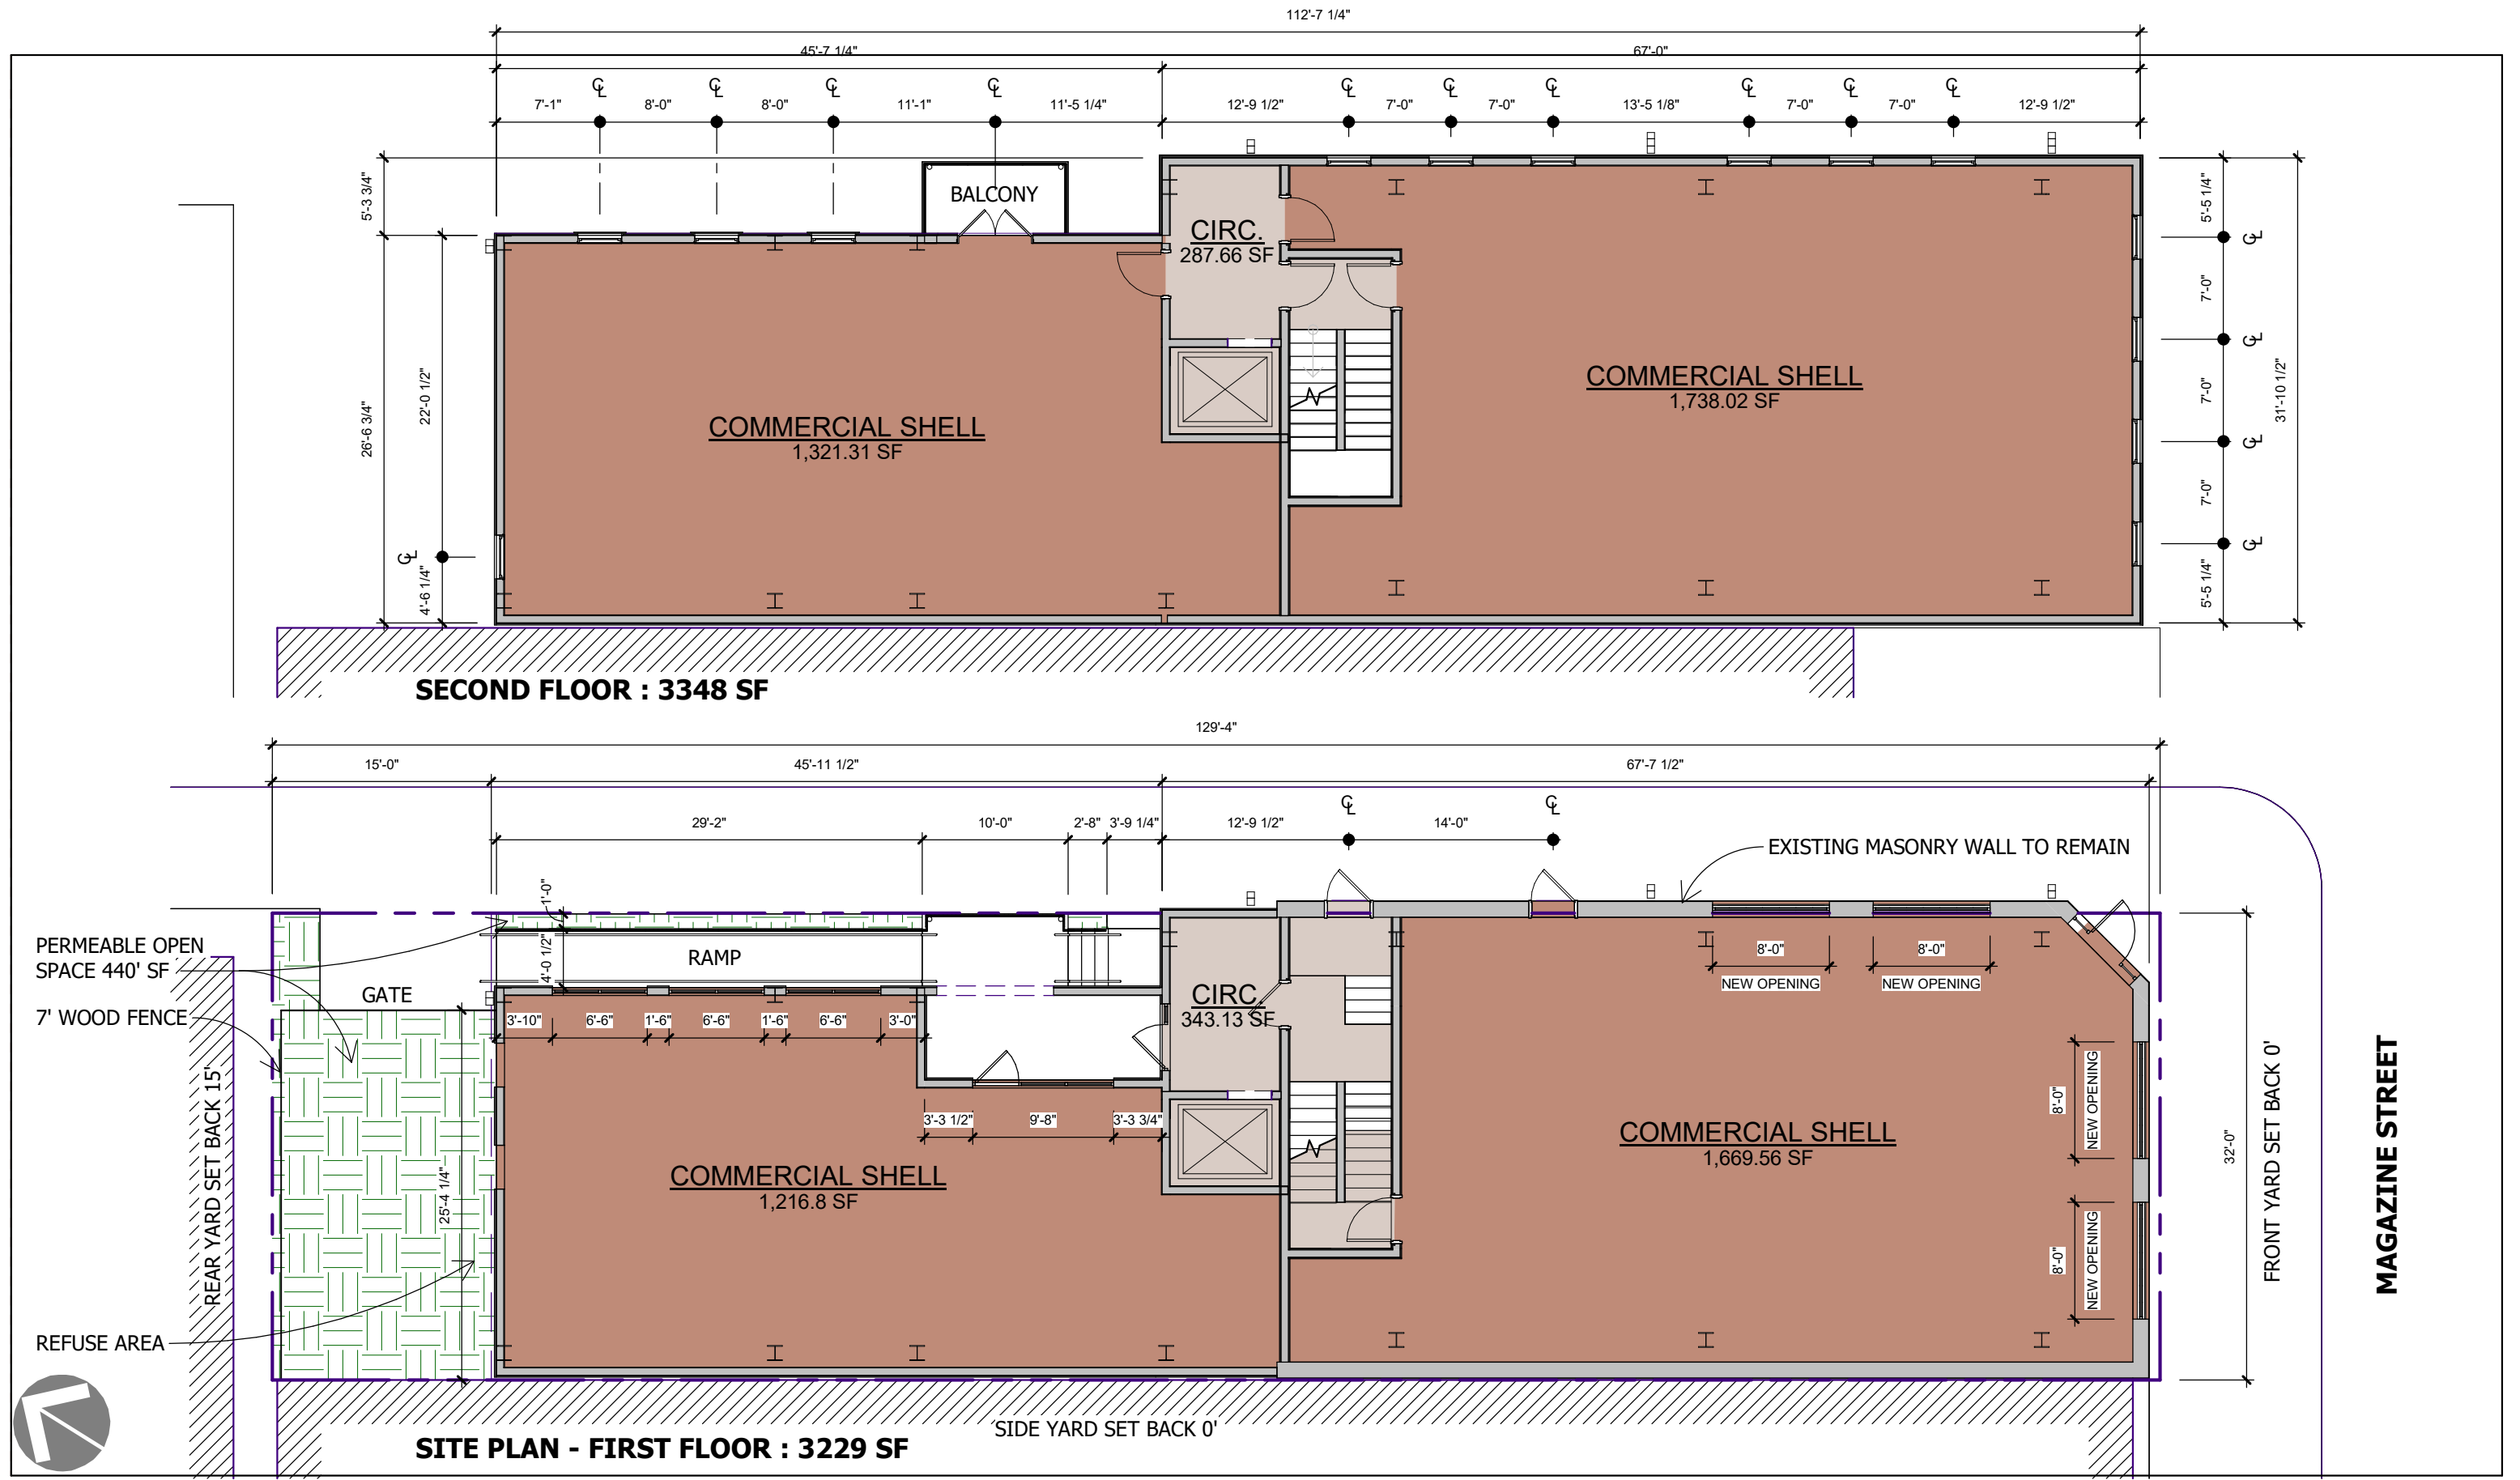 112'-7 1/4"
45'-7 1/4"
67'-0"
7'-1"
8'-0"
8'-0"
11'-1"
11'-5 1/4"
12'-9 1/2"
7'-0"
7'-0"
13'-5 1/8"
7'-0"
7'-0"
12'-9 1/2"
5'-3 3/4"
26'-6 3/4"
22'-0 1/2"
4'-6 1/4"
BALCONY
CIRC.
287.66 SF
COMMERCIAL SHELL
1,321.31 SF
COMMERCIAL SHELL
1,738.02 SF
5'-5 1/4"
7'-0"
7'-0"
7'-0"
5'-5 1/4"
31'-10 1/2"
SECOND FLOOR : 3348 SF
129'-4"
15'-0"
45'-11 1/2"
67'-7 1/2"
29'-2"
10'-0"
2'-8"
3'-9 1/4"
12'-9 1/2"
14'-0"
EXISTING MASONRY WALL TO REMAIN
1'-0"
4'-0 1/2"
RAMP
PERMEABLE OPEN
SPACE 440' SF
GATE
7' WOOD FENCE
REAR YARD SET BACK 15'
REFUSE AREA
25'-4 1/4"
3'-10"
6'-6"
1'-6"
6'-6"
1'-6"
6'-6"
3'-0"
3'-3 1/2"
9'-8"
3'-3 3/4"
CIRC.
343.13 SF
COMMERCIAL SHELL
1,216.8 SF
COMMERCIAL SHELL
1,669.56 SF
8'-0"
NEW OPENING
8'-0"
NEW OPENING
8'-0"
NEW OPENING
8'-0"
NEW OPENING
32'-0"
FRONT YARD SET BACK 0'
MAGAZINE STREET
SIDE YARD SET BACK 0'
SITE PLAN - FIRST FLOOR : 3229 SF